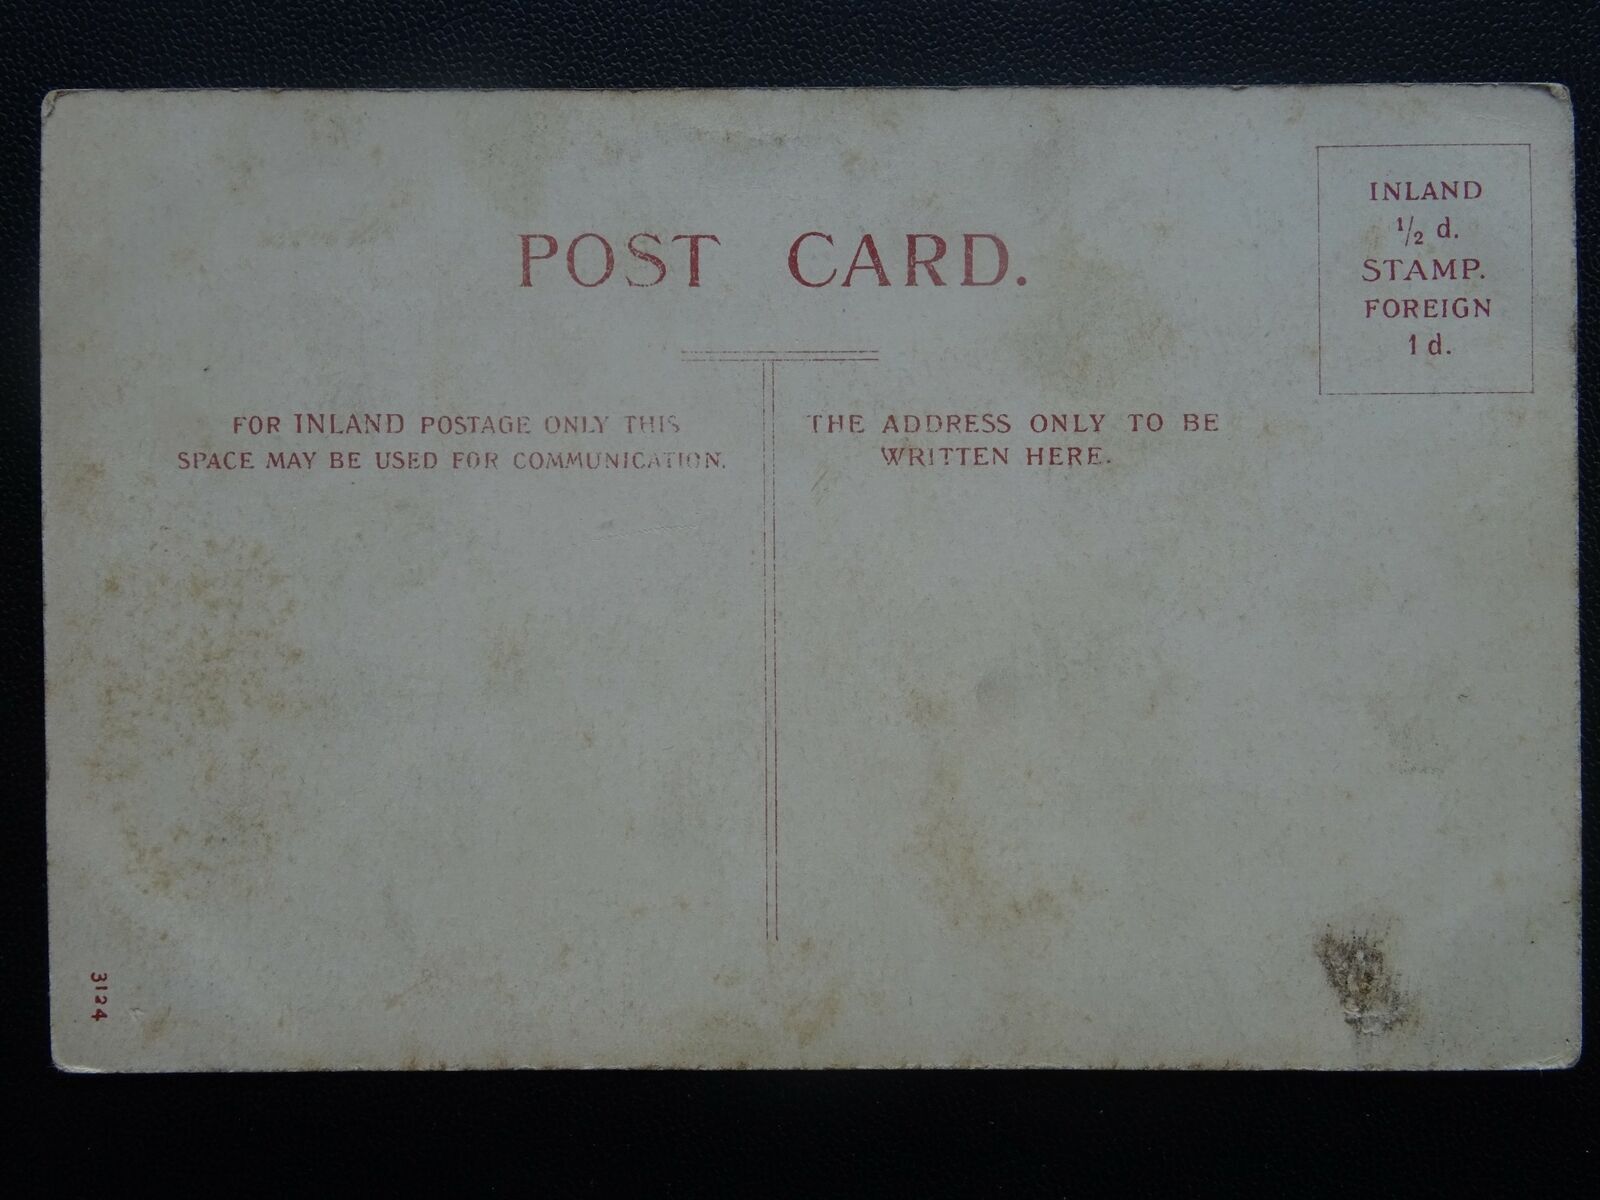 POST CARD.
INLAND
1/2 d.
STAMP.
FOREIGN
1 d.
FOR INLAND POSTAGE ONLY THIS
SPACE MAY BE USED FOR COMMUNICATION.
THE ADDRESS ONLY TO BE
WRITTEN HERE.
3124